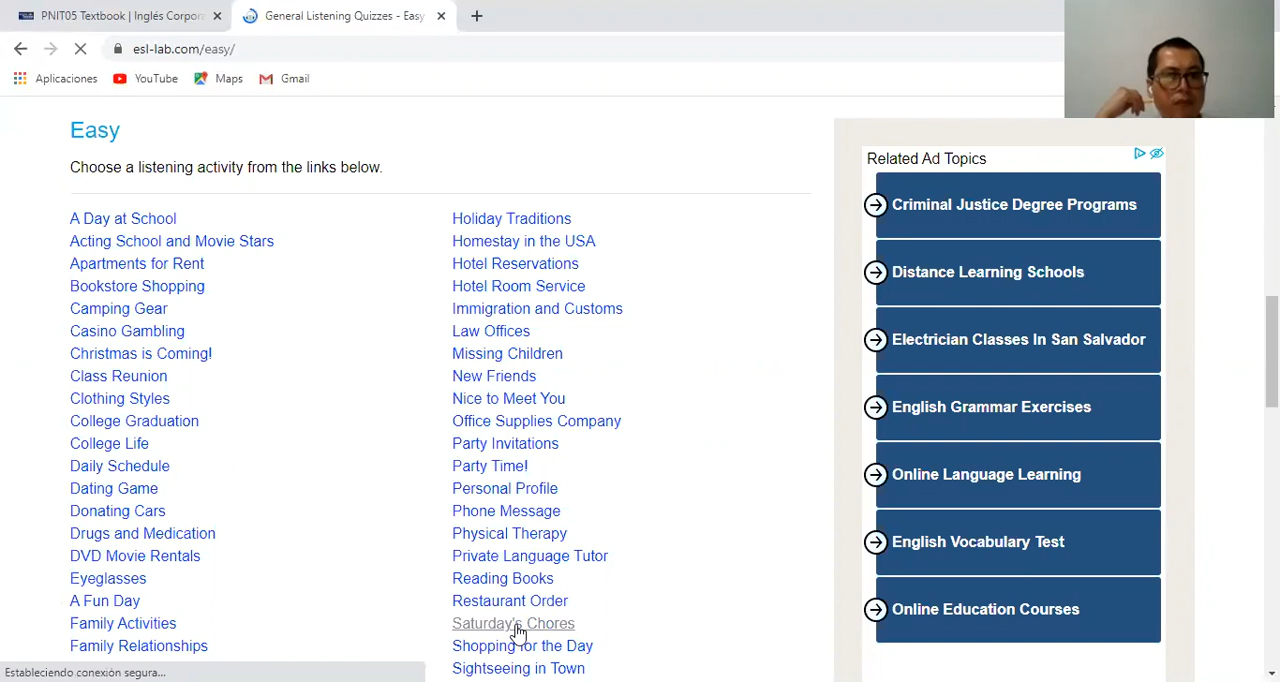 PNIT05 Textbook | Inglés Corpor
General Listening Quizzes - Easy
esl-lab.com/easy/
Aplicaciones
YouTube
Maps
Gmail
Easy
Choose a listening activity from the links below.
A Day at School
Acting School and Movie Stars
Apartments for Rent
Bookstore Shopping
Camping Gear
Casino Gambling
Christmas is Coming!
Class Reunion
Clothing Styles
College Graduation
College Life
Daily Schedule
Dating Game
Donating Cars
Drugs and Medication
DVD Movie Rentals
Eyeglasses
A Fun Day
Family Activities
Family Relationships
Holiday Traditions
Homestay in the USA
Hotel Reservations
Hotel Room Service
Immigration and Customs
Law Offices
Missing Children
New Friends
Nice to Meet You
Office Supplies Company
Party Invitations
Party Time!
Personal Profile
Phone Message
Physical Therapy
Private Language Tutor
Reading Books
Restaurant Order
Saturday's Chores
Shopping for the Day
Sightseeing in Town
Related Ad Topics
Criminal Justice Degree Programs
Distance Learning Schools
Electrician Classes In San Salvador
English Grammar Exercises
Online Language Learning
English Vocabulary Test
Online Education Courses
Estableciendo conexión segura...